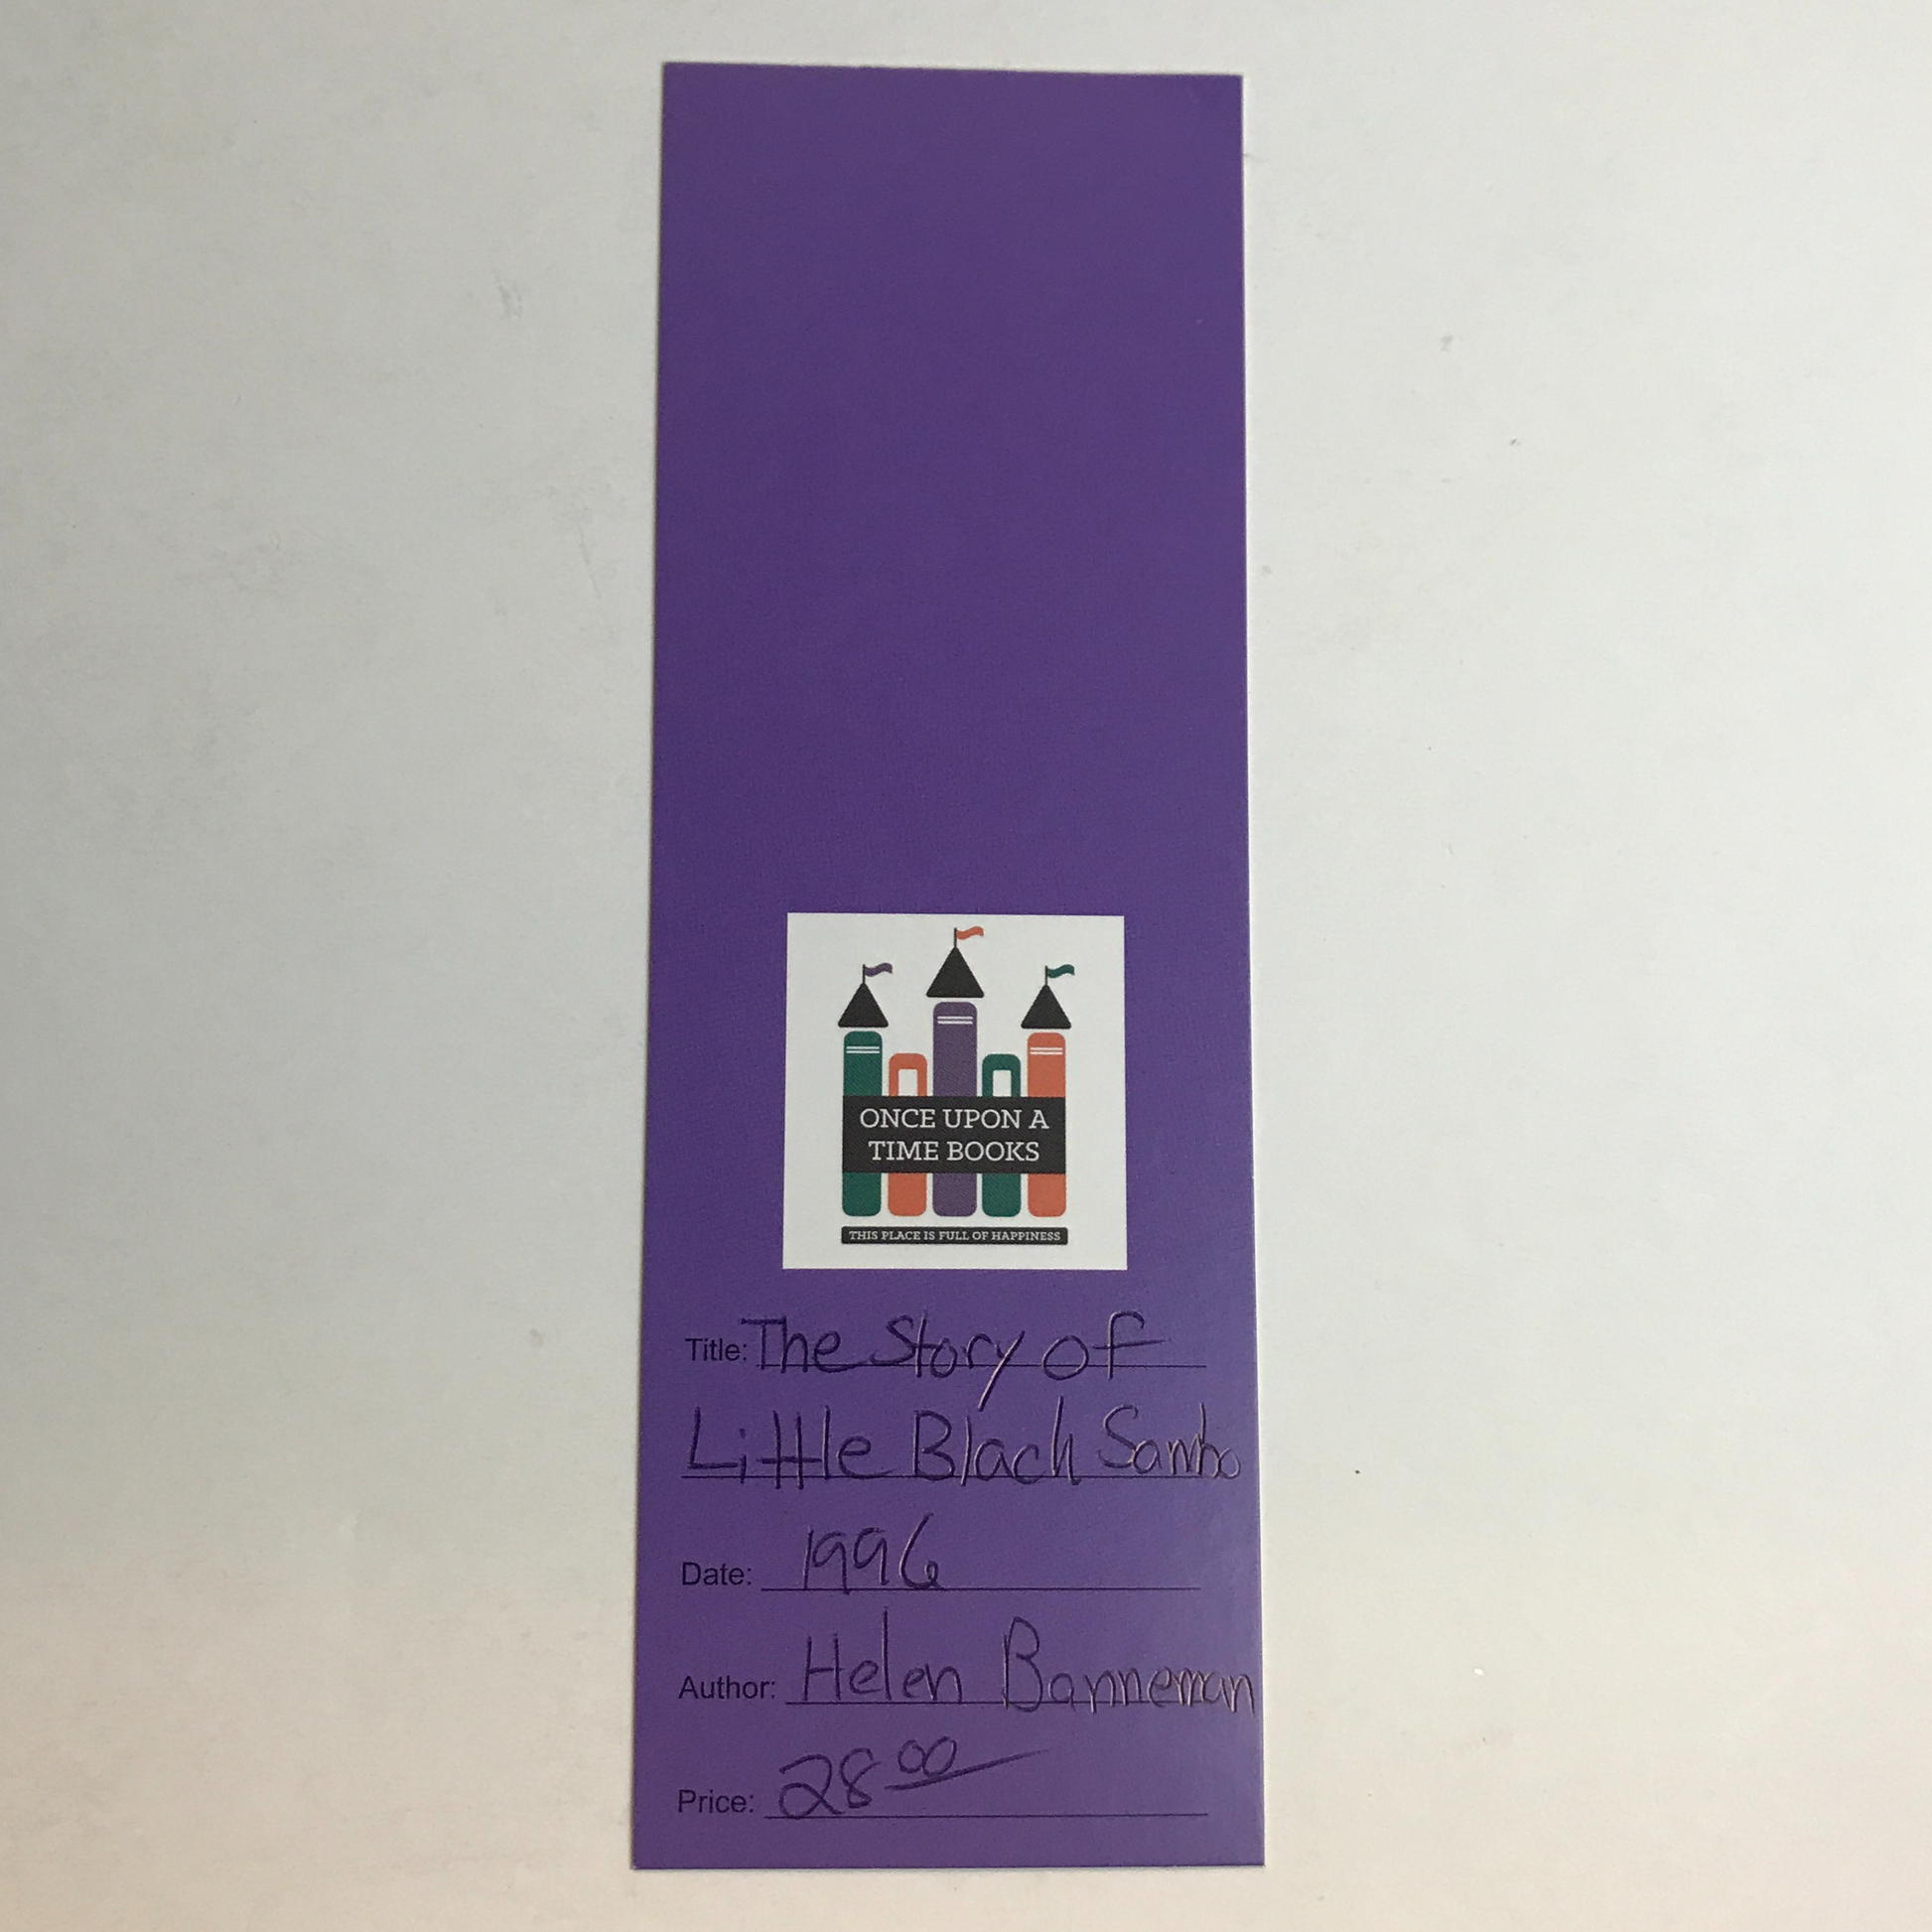 ONCE UPON A
TIME BOOKS
THIS PLACE IS FULL OF HAPPINESS
Title: The Story of
Little Black Sambo
Date: 1996
Author: Helen Banneman
Price: 28 00